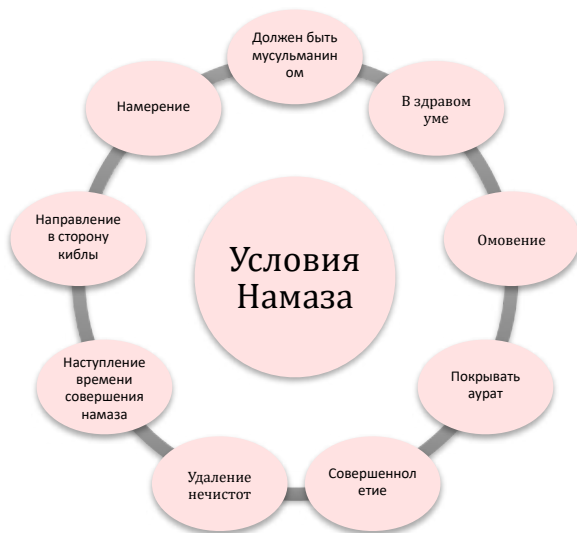 Должен быть
мусульманин
ом
В здравом
уме
Омовение
Покрывать
аурат
Совершеннол
етие
Удаление
нечистот
Наступление
времени
совершения
намаза
Направление
в сторону
киблы
Намерение
Условия
Намаза